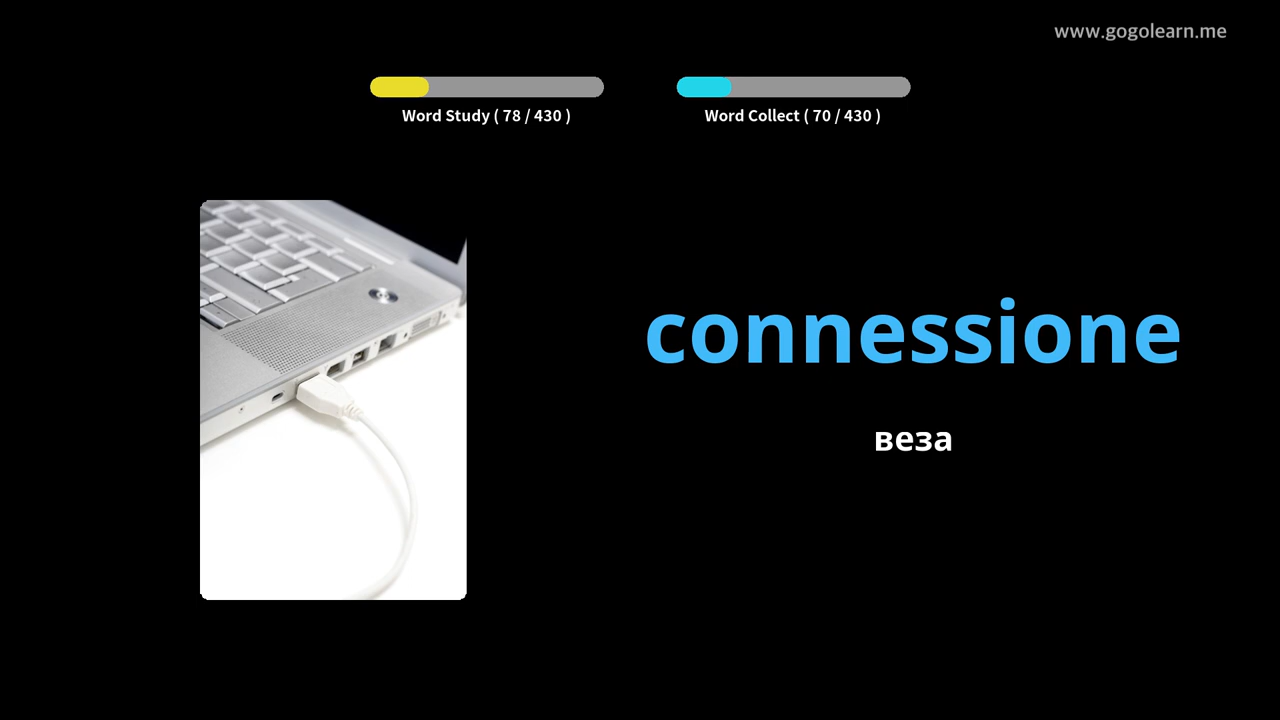 www.gogolearn.me
Word Study ( 78 / 430 )
Word Collect ( 70 / 430 )
connessione
веза